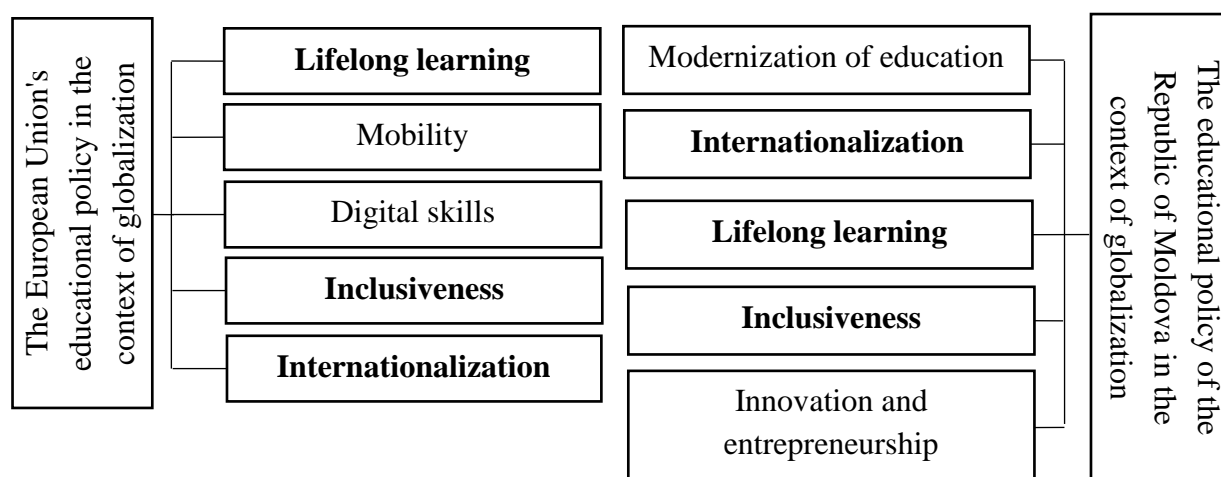 The European Union's
educational policy in the
context of globalization
Lifelong learning
Mobility
Digital skills
Inclusiveness
Internationalization
Modernization of education
Internationalization
Lifelong learning
Inclusiveness
Innovation and
entrepreneurship
The educational policy of the
Republic of Moldova in the
context of globalization